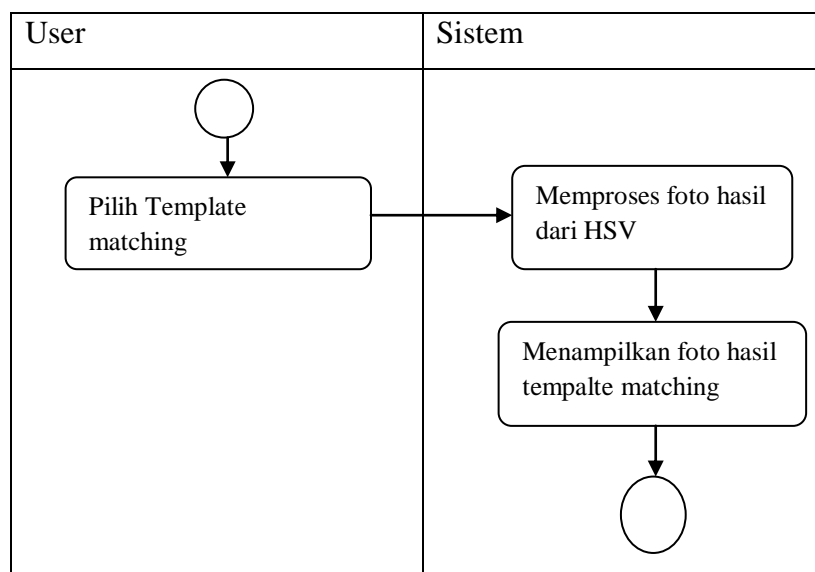 User
Sistem
Pilih Template
matching
Memproses foto hasil
dari HSV
Menampilkan foto hasil
tempalte matching